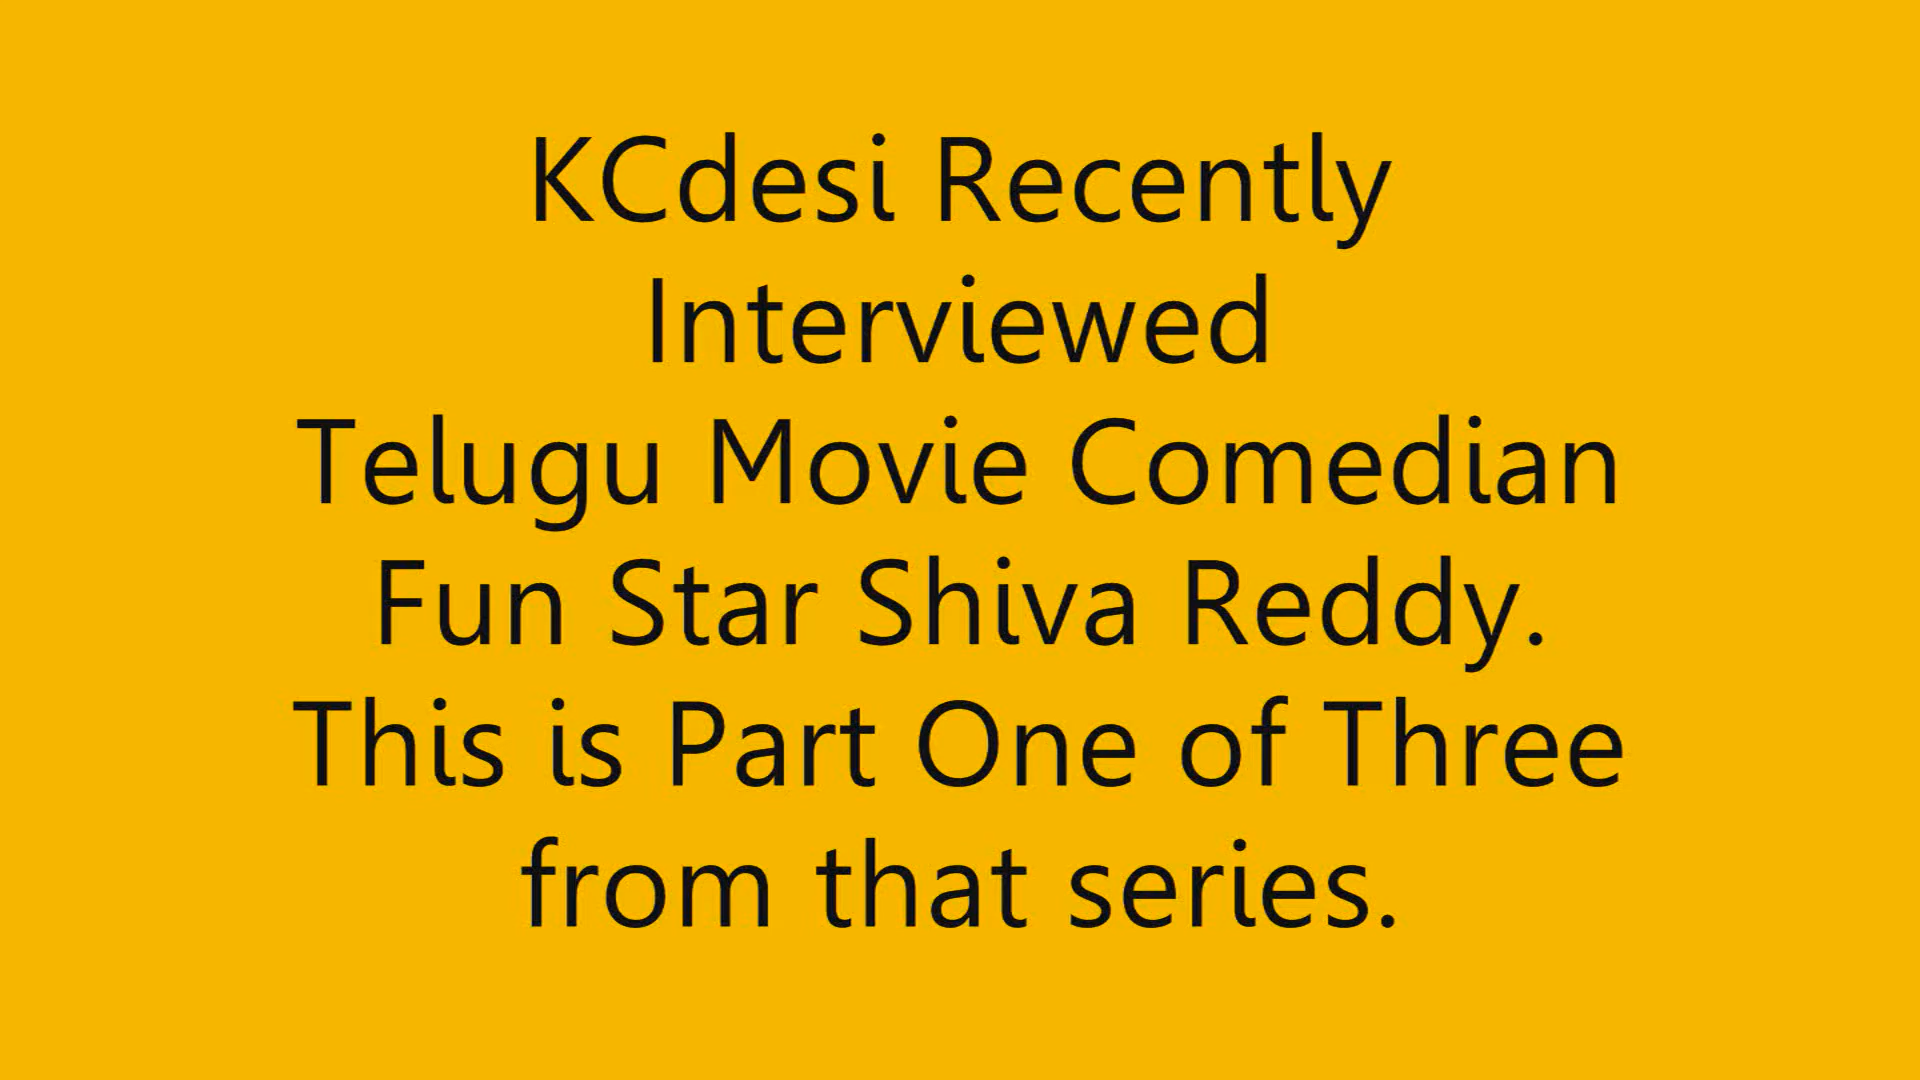 KCdesi Recently
Interviewed
Telugu Movie Comedian
Fun Star Shiva Reddy.
This is Part One of Three
from that series.